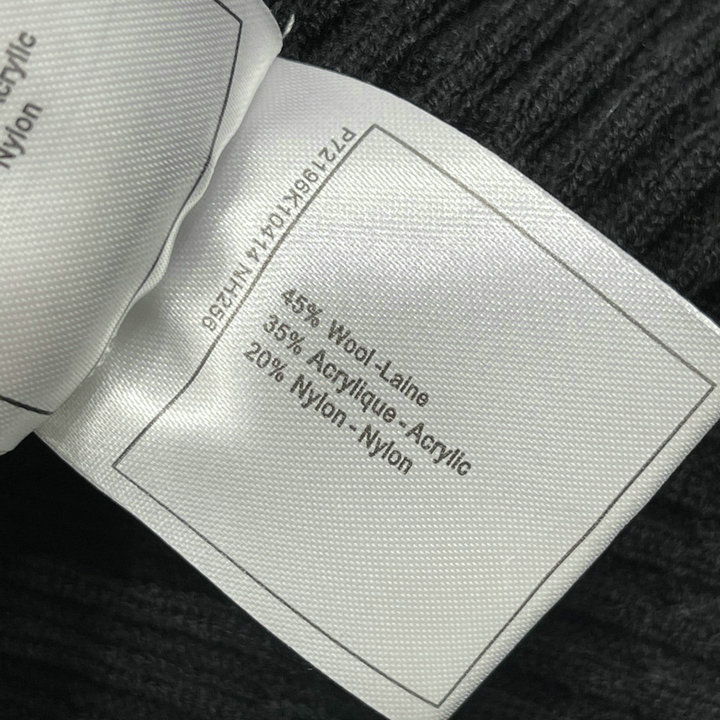 Acrylic
Nylon
P72196K10414 NH256
45% Wool-Laine
35% Acrylique-Acrylic
20% Nylon-Nylon